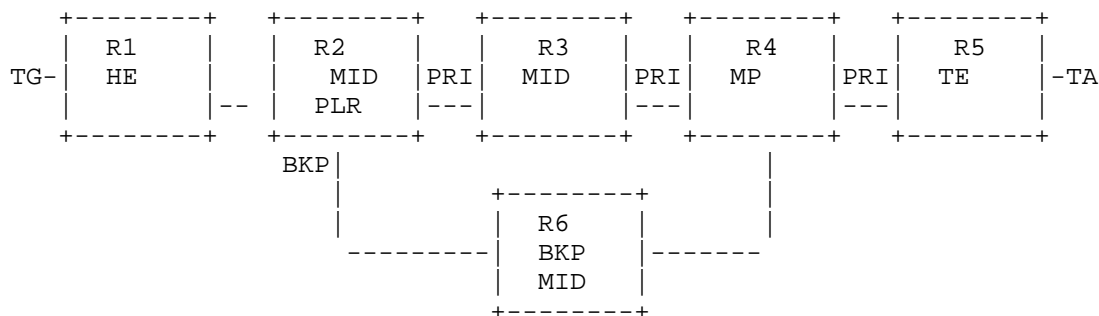 R1 R2 R3 R4 R5
TG- HE MID PRI MID PRI MP PRI TE -TA
PLR
BKP
R6
BKP
MID